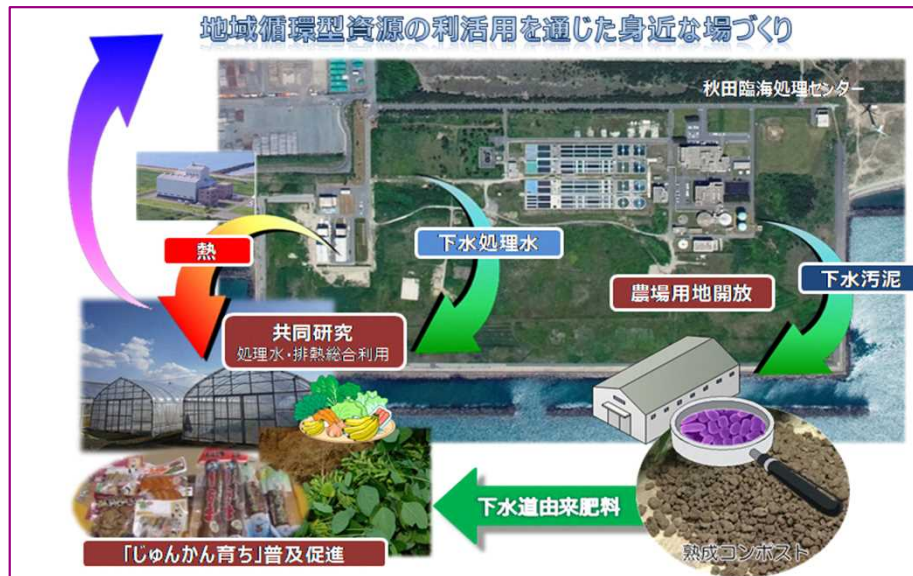 地域循環型資源の利活用を通じた身近な場づくり
秋田臨海処理センター
熱
下水処理水
下水汚泥
農場用地開放
共同研究
処理水・排熱総合利用
下水道由来肥料
「じゅんかん育ち」普及促進
熟成コンポスト